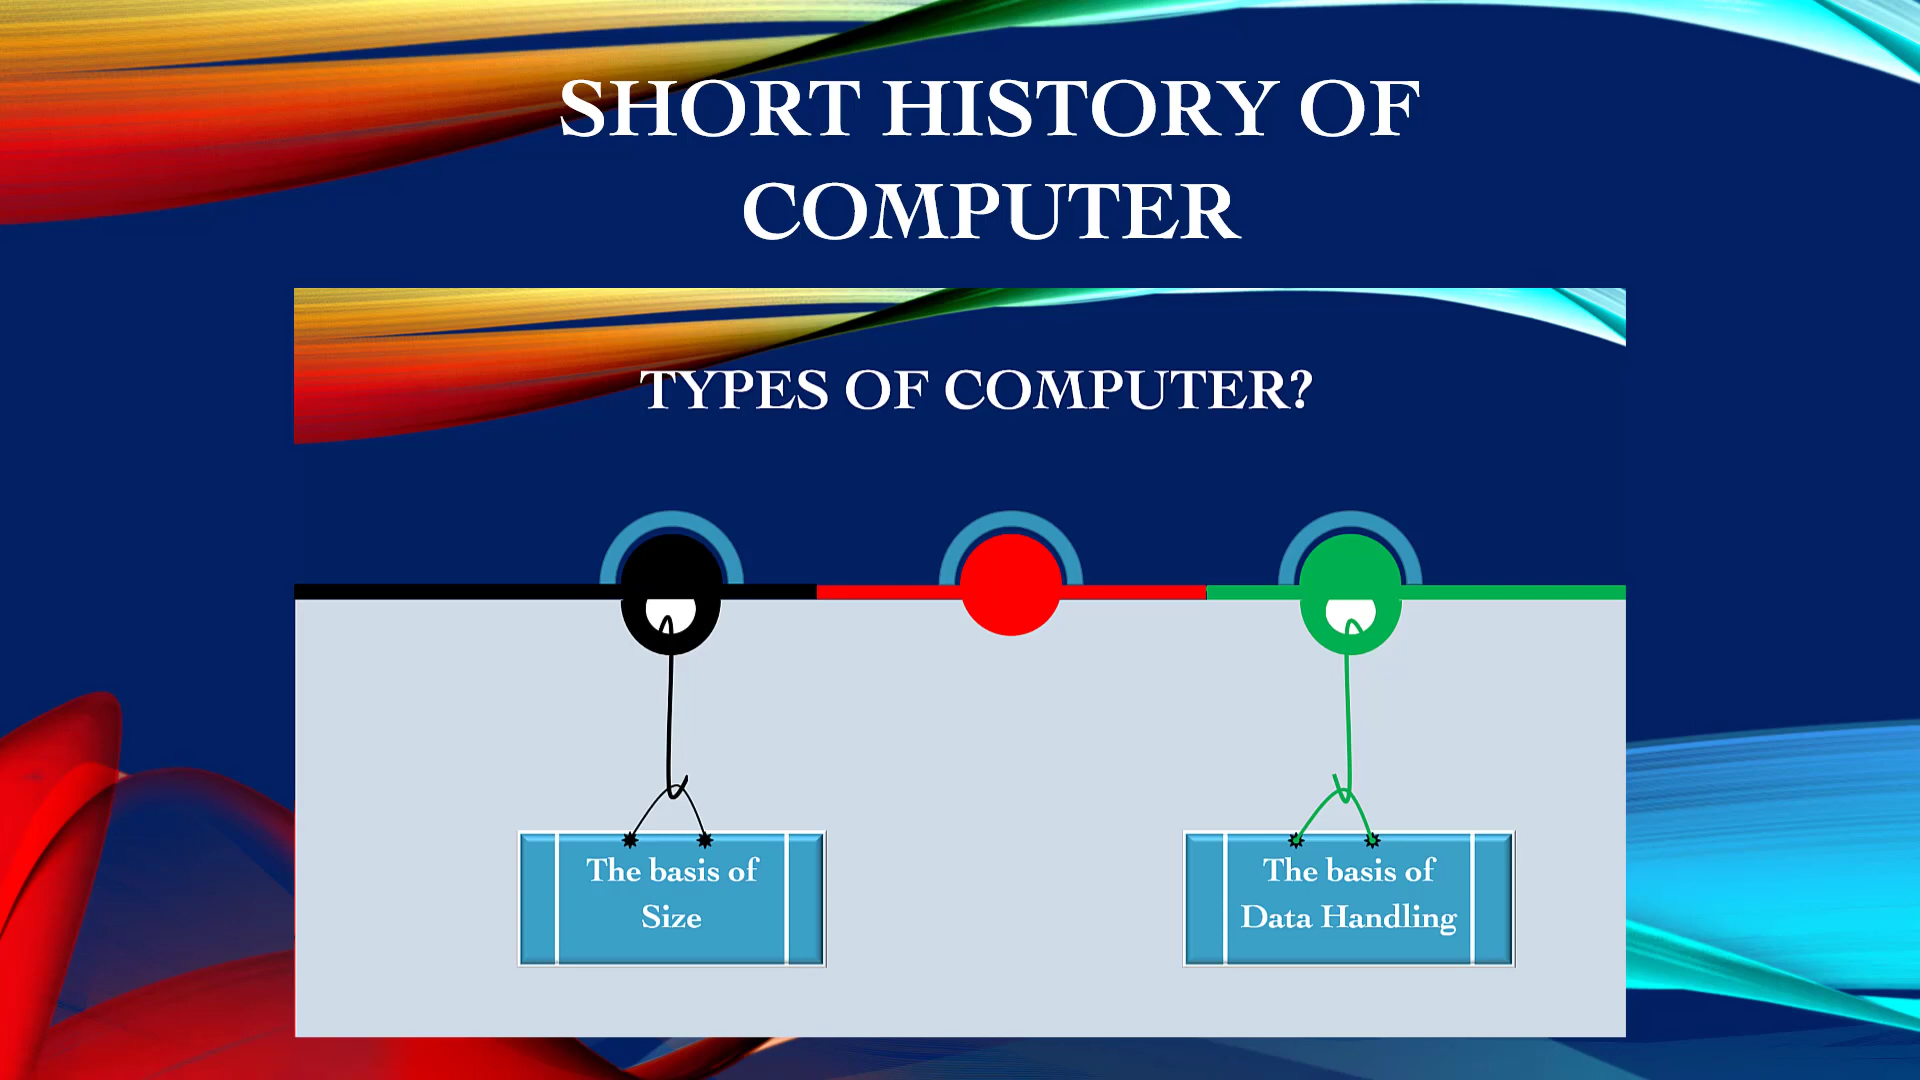 SHORT HISTORY OF
COMPUTER
TYPES OF COMPUTER?
The basis of
Size
The basis of
Data Handling